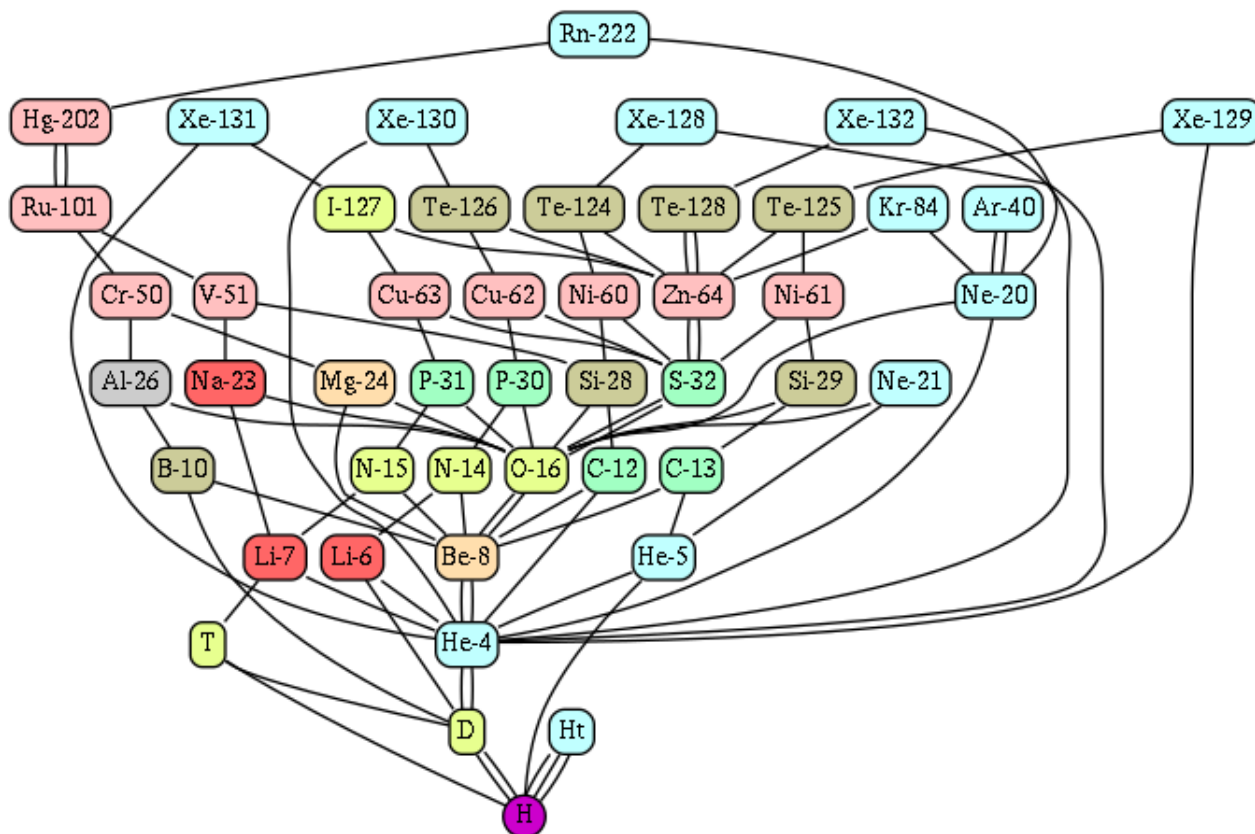 Rn-222
Hg-202
Xe-131
Xe-130
Xe-128
Xe-132
Xe-129
Ru-101
I-127
Te-126
Te-124
Te-128
Te-125
Kr-84
Ar-40
Cr-50
V-51
Cu-63
Cu-62
Ni-60
Zn-64
Ni-61
Ne-20
Al-26
Na-23
Mg-24
P-31
P-30
Si-28
S-32
Si-29
Ne-21
B-10
N-15
N-14
O-16
C-12
C-13
Li-7
Li-6
Be-8
He-5
T
He-4
D
Ht
H